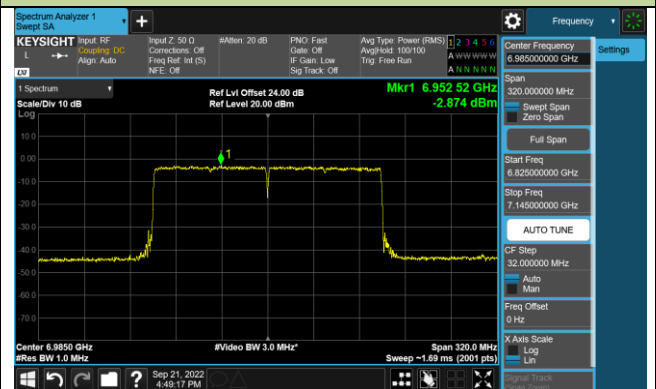 Spectrum Analyzer 1
Swept SA
+
Frequency
KEYSIGHT
Input: RF
Coupling: DC
Align: Auto
Input Z: 50 Ω
Corrections: Off
Freq Ref: Int (S)
NFE: Off
#Atten: 20 dB
PNO: Fast
Gate: Off
IF Gain: Low
Sig Track: Off
Avg Type: Power (RMS)
Avg|Hold: 100/100
Trig: Free Run
1 2 3 4 5 6
A W W W W W
A N N N N N
L
LXI
Center Frequency
6.985000000 GHz
Settings
1 Spectrum
Scale/Div 10 dB
Log
Ref Lvl Offset 24.00 dB
Ref Level 20.00 dBm
Mkr1 6.952 52 GHz
-2.874 dBm
Span
320.000000 MHz
Swept Span
Zero Span
Full Span
Start Freq
6.825000000 GHz
Stop Freq
7.145000000 GHz
AUTO TUNE
CF Step
32.000000 MHz
Auto
Man
Freq Offset
0 Hz
X Axis Scale
Log
Lin
Signal Track
10.0
0.00
-10.0
-20.0
-30.0
-40.0
-50.0
-60.0
-70.0
1
Center 6.9850 GHz
#Res BW 1.0 MHz
#Video BW 3.0 MHz*
Span 320.0 MHz
Sweep ~1.69 ms (2001 pts)
?
Sep 21, 2022
4:49:17 PM